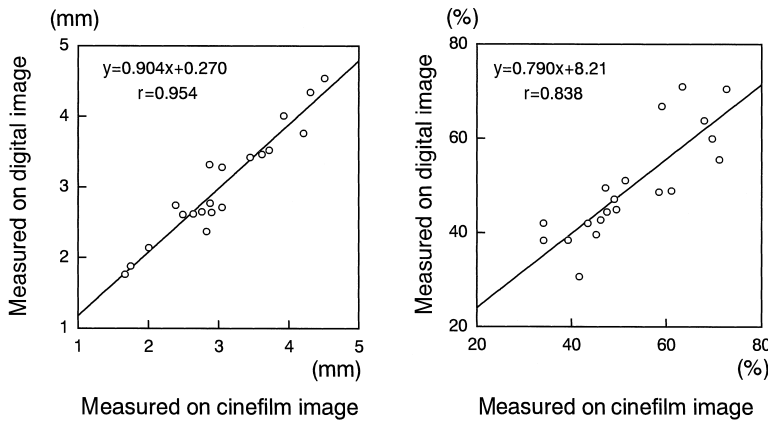 (mm)
5
4
3
2
1
y=0.904x+0.270
r=0.954
Measured on digital image
1 2 3 4 5
(mm)
Measured on cinefilm image
(%)
80
60
40
20
y=0.790x+8.21
r=0.838
Measured on digital image
20 40 60 80
(%)
Measured on cinefilm image